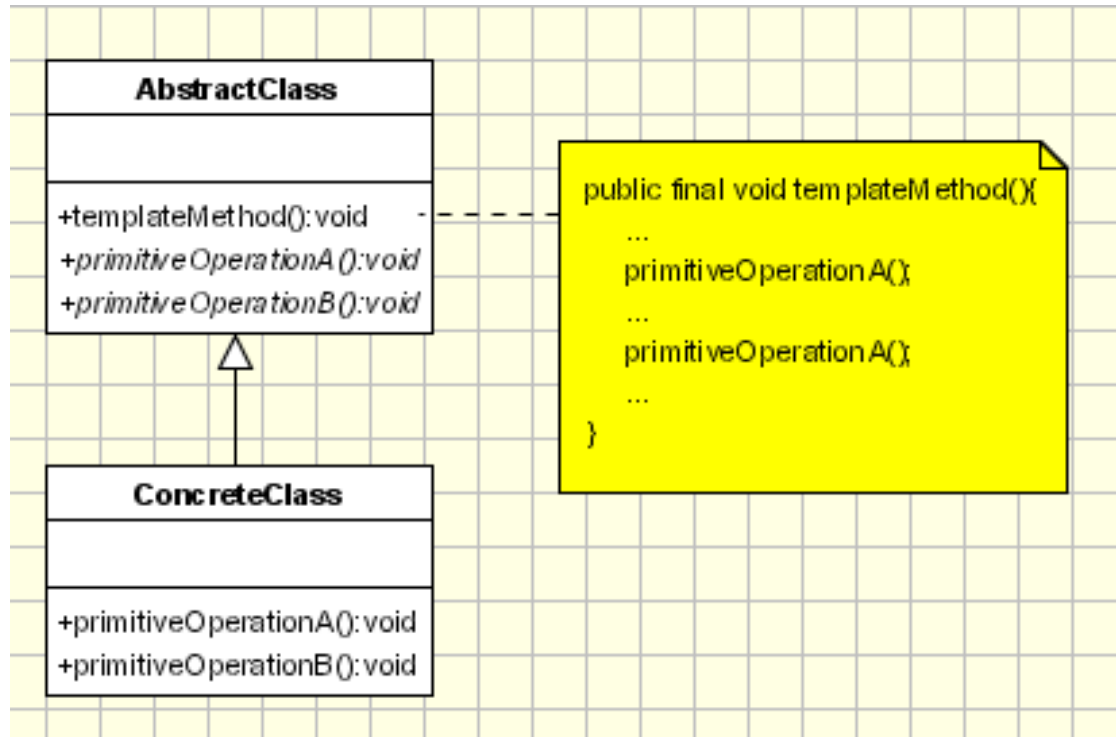 AbstractClass
+templateMethod():void
+primitiveOperationA():void
+primitiveOperationB():void
public final void templateMethod(){
...
primitiveOperationA();
...
primitiveOperationA();
...
}
ConcreteClass
+primitiveOperationA():void
+primitiveOperationB():void